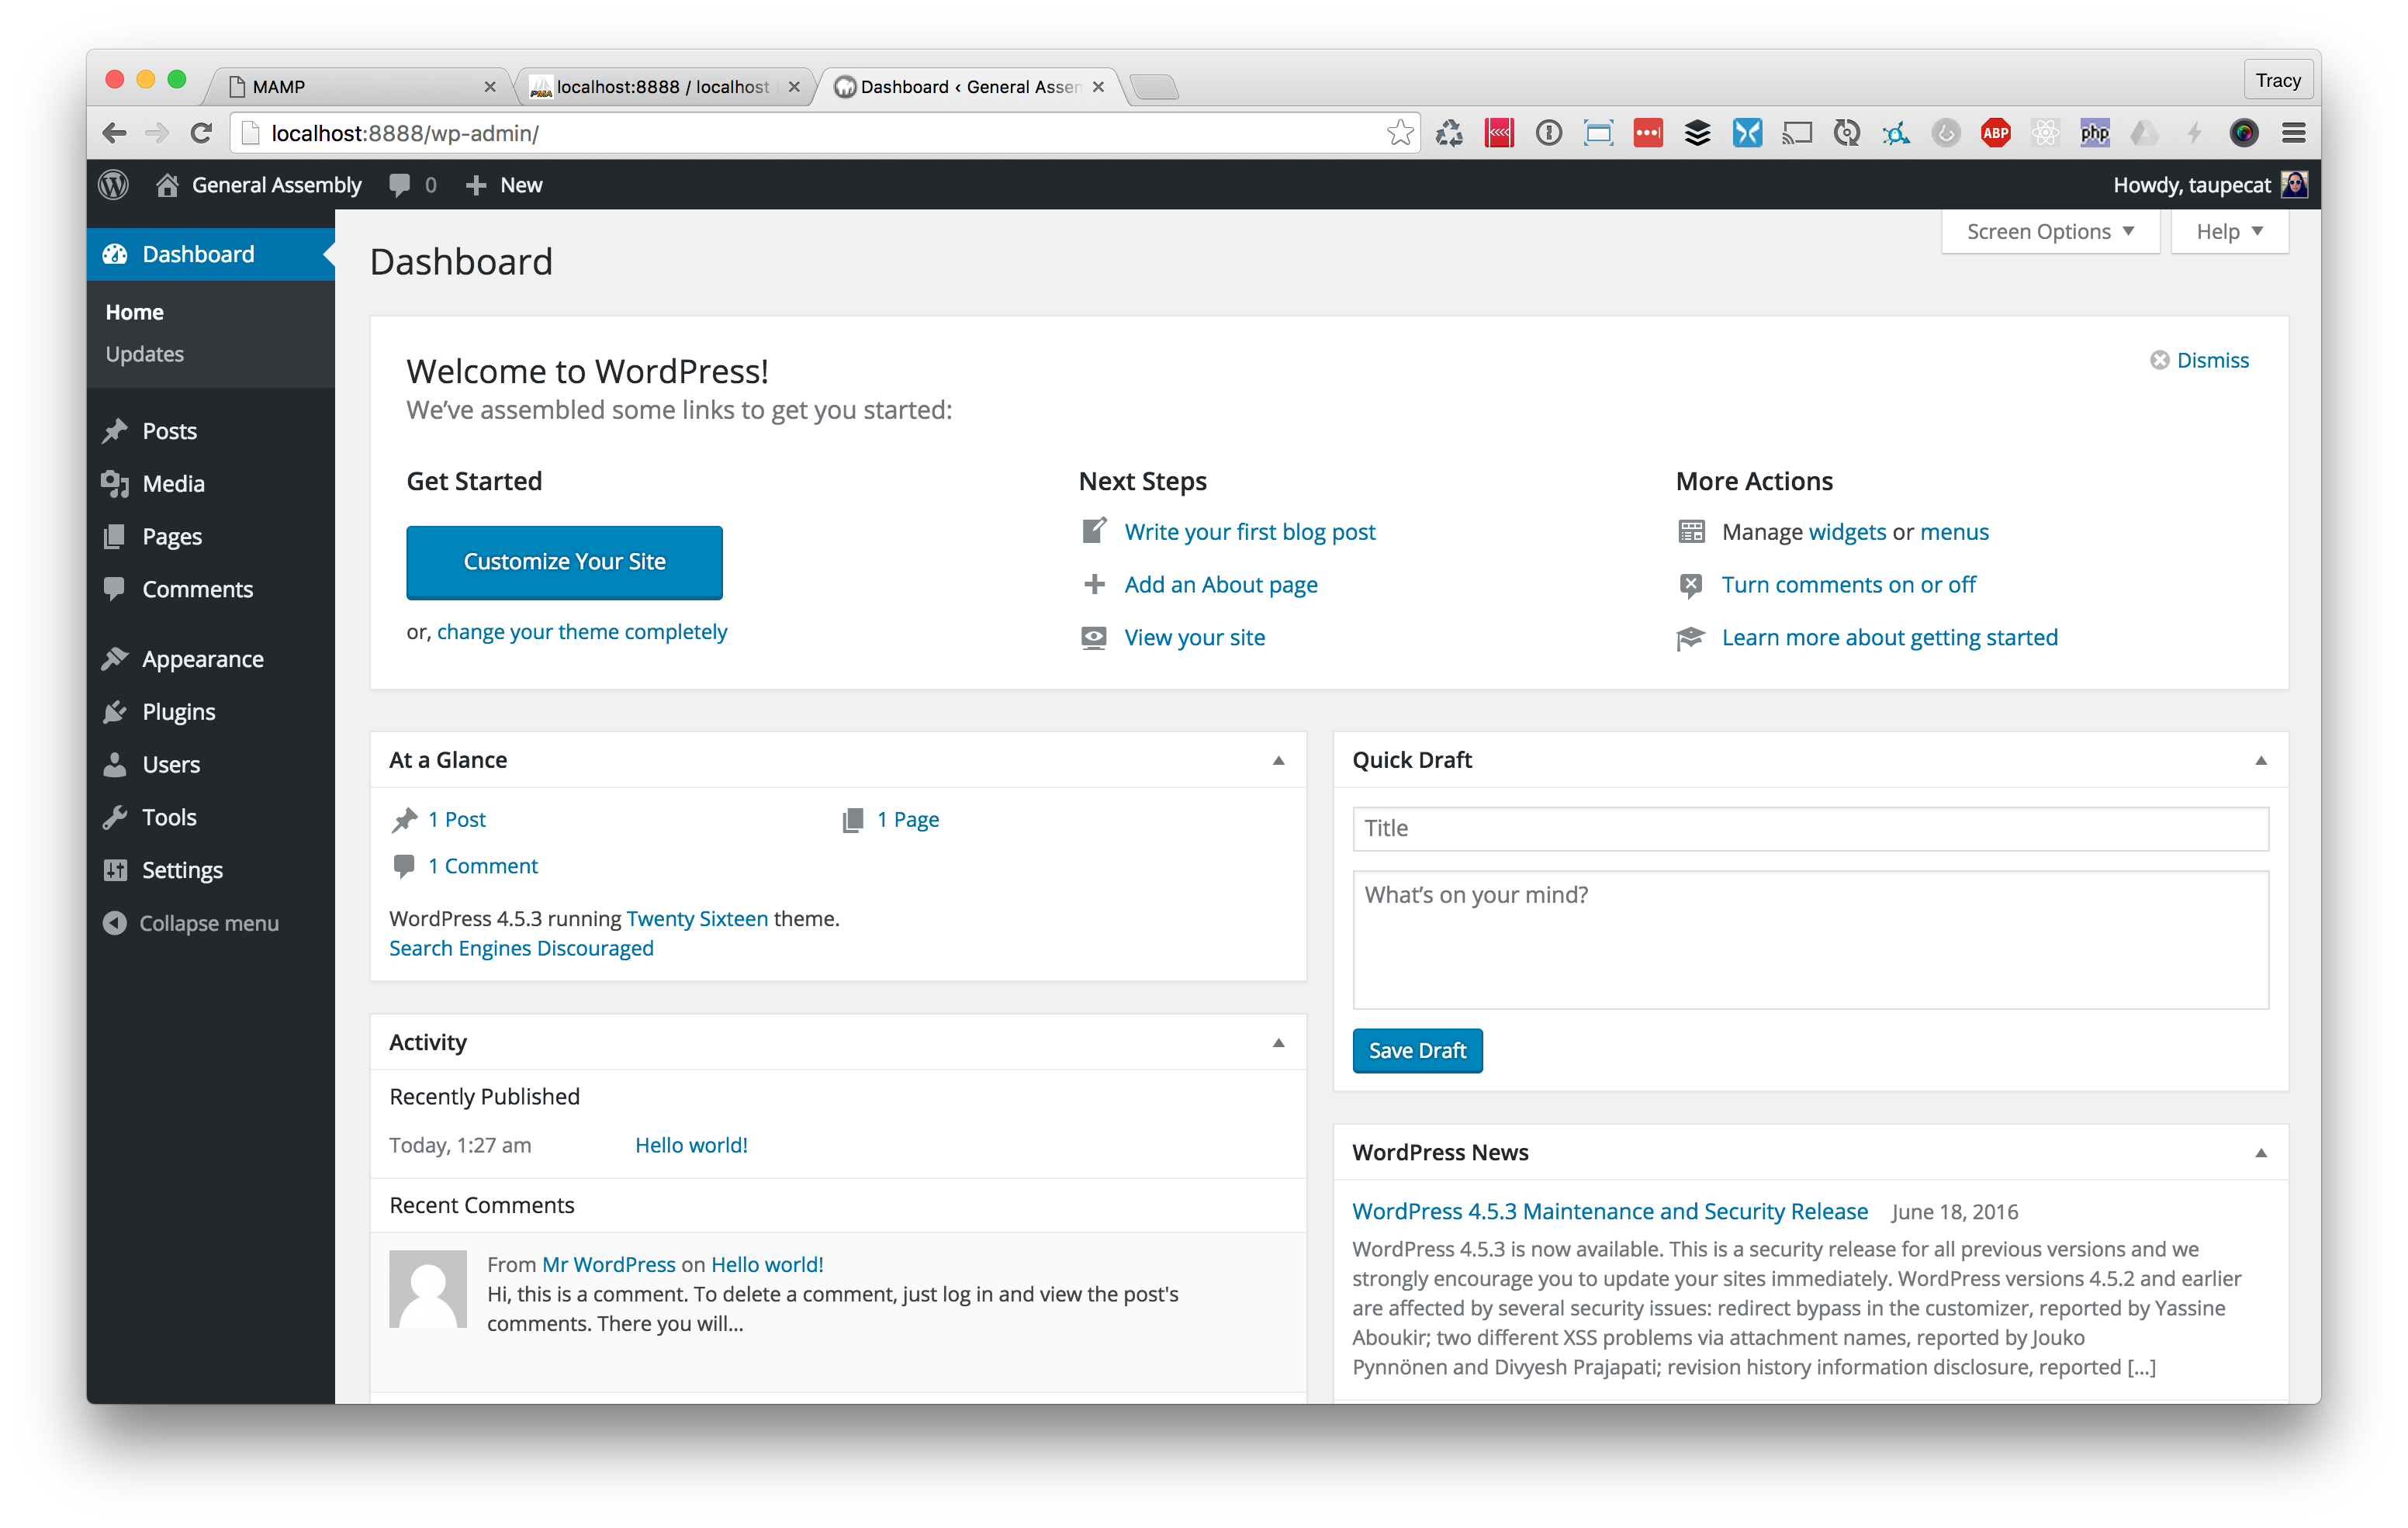 MAMP
localhost:8888 / localhost
Dashboard ‹ General Assem
Tracy
localhost:8888/wp-admin/
ABP
php
General Assembly 0 New
Howdy, taupecat
Dashboard
Home
Updates
Posts
Media
Pages
Comments
Appearance
Plugins
Users
Tools
Settings
Collapse menu
Screen Options
Help
Dashboard
Welcome to WordPress!
We’ve assembled some links to get you started:
Dismiss
Get Started
Customize Your Site
or, change your theme completely
Next Steps
Write your first blog post
Add an About page
View your site
More Actions
Manage widgets or menus
Turn comments on or off
Learn more about getting started
At a Glance
1 Post
1 Page
1 Comment
WordPress 4.5.3 running Twenty Sixteen theme.
Search Engines Discouraged
Activity
Recently Published
Today, 1:27 am Hello world!
Recent Comments
From Mr WordPress on Hello world!
Hi, this is a comment. To delete a comment, just log in and view the post's
comments. There you will...
Quick Draft
Title
What’s on your mind?
Save Draft
WordPress News
WordPress 4.5.3 Maintenance and Security Release June 18, 2016
WordPress 4.5.3 is now available. This is a security release for all previous versions and we
strongly encourage you to update your sites immediately. WordPress versions 4.5.2 and earlier
are affected by several security issues: redirect bypass in the customizer, reported by Yassine
Aboukir; two different XSS problems via attachment names, reported by Jouko
Pynnönen and Divyesh Prajapati; revision history information disclosure, reported [...]